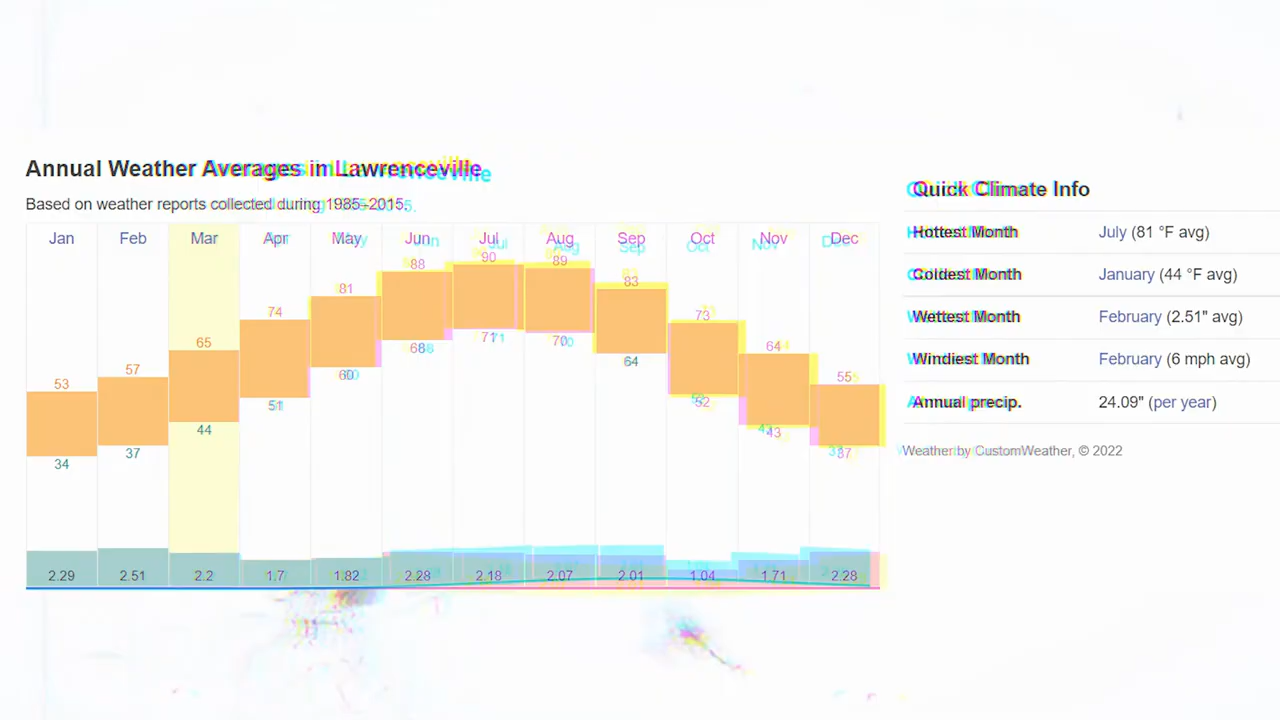 Annual Weather Averages in Lawrenceville
Based on weather reports collected during 1985–2015.
Jan Feb Mar Apr May Jun Jul Aug Sep Oct Nov Dec
53 57 65 74 81 88 90 89 83 73 64 55
34 37 44 51 60 68 71 70 64 52 43 37
2.29 2.51 2.2 1.7 1.82 2.28 2.18 2.07 2.01 1.04 1.71 2.28
Quick Climate Info
Hottest Month July (81 °F avg)
Coldest Month January (44 °F avg)
Wettest Month February (2.51" avg)
Windiest Month February (6 mph avg)
Annual precip. 24.09" (per year)
Weather by CustomWeather, © 2022